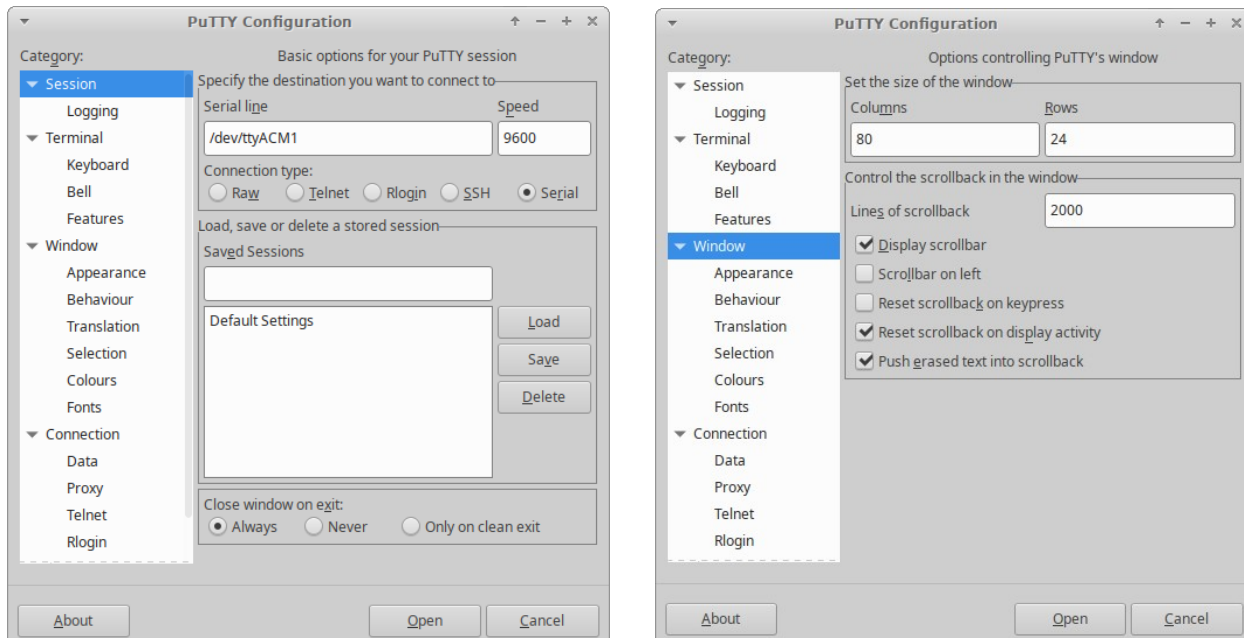 PuTTY Configuration
Category:
Basic options for your PuTTY session
Session
Logging
Terminal
Keyboard
Bell
Features
Window
Appearance
Behaviour
Translation
Selection
Colours
Fonts
Connection
Data
Proxy
Telnet
Rlogin
Specify the destination you want to connect to
Serial line
Speed
/dev/ttyACM1
9600
Connection type:
Raw
Telnet
Rlogin
SSH
Serial
Load, save or delete a stored session
Saved Sessions
Default Settings
Load
Save
Delete
Close window on exit:
Always
Never
Only on clean exit
About
Open
Cancel
PuTTY Configuration
Category:
Options controlling PuTTY's window
Session
Logging
Terminal
Keyboard
Bell
Features
Window
Appearance
Behaviour
Translation
Selection
Colours
Fonts
Connection
Data
Proxy
Telnet
Rlogin
Set the size of the window
Columns
Rows
80
24
Control the scrollback in the window
Lines of scrollback
2000
Display scrollbar
Scrollbar on left
Reset scrollback on keypress
Reset scrollback on display activity
Push erased text into scrollback
About
Open
Cancel